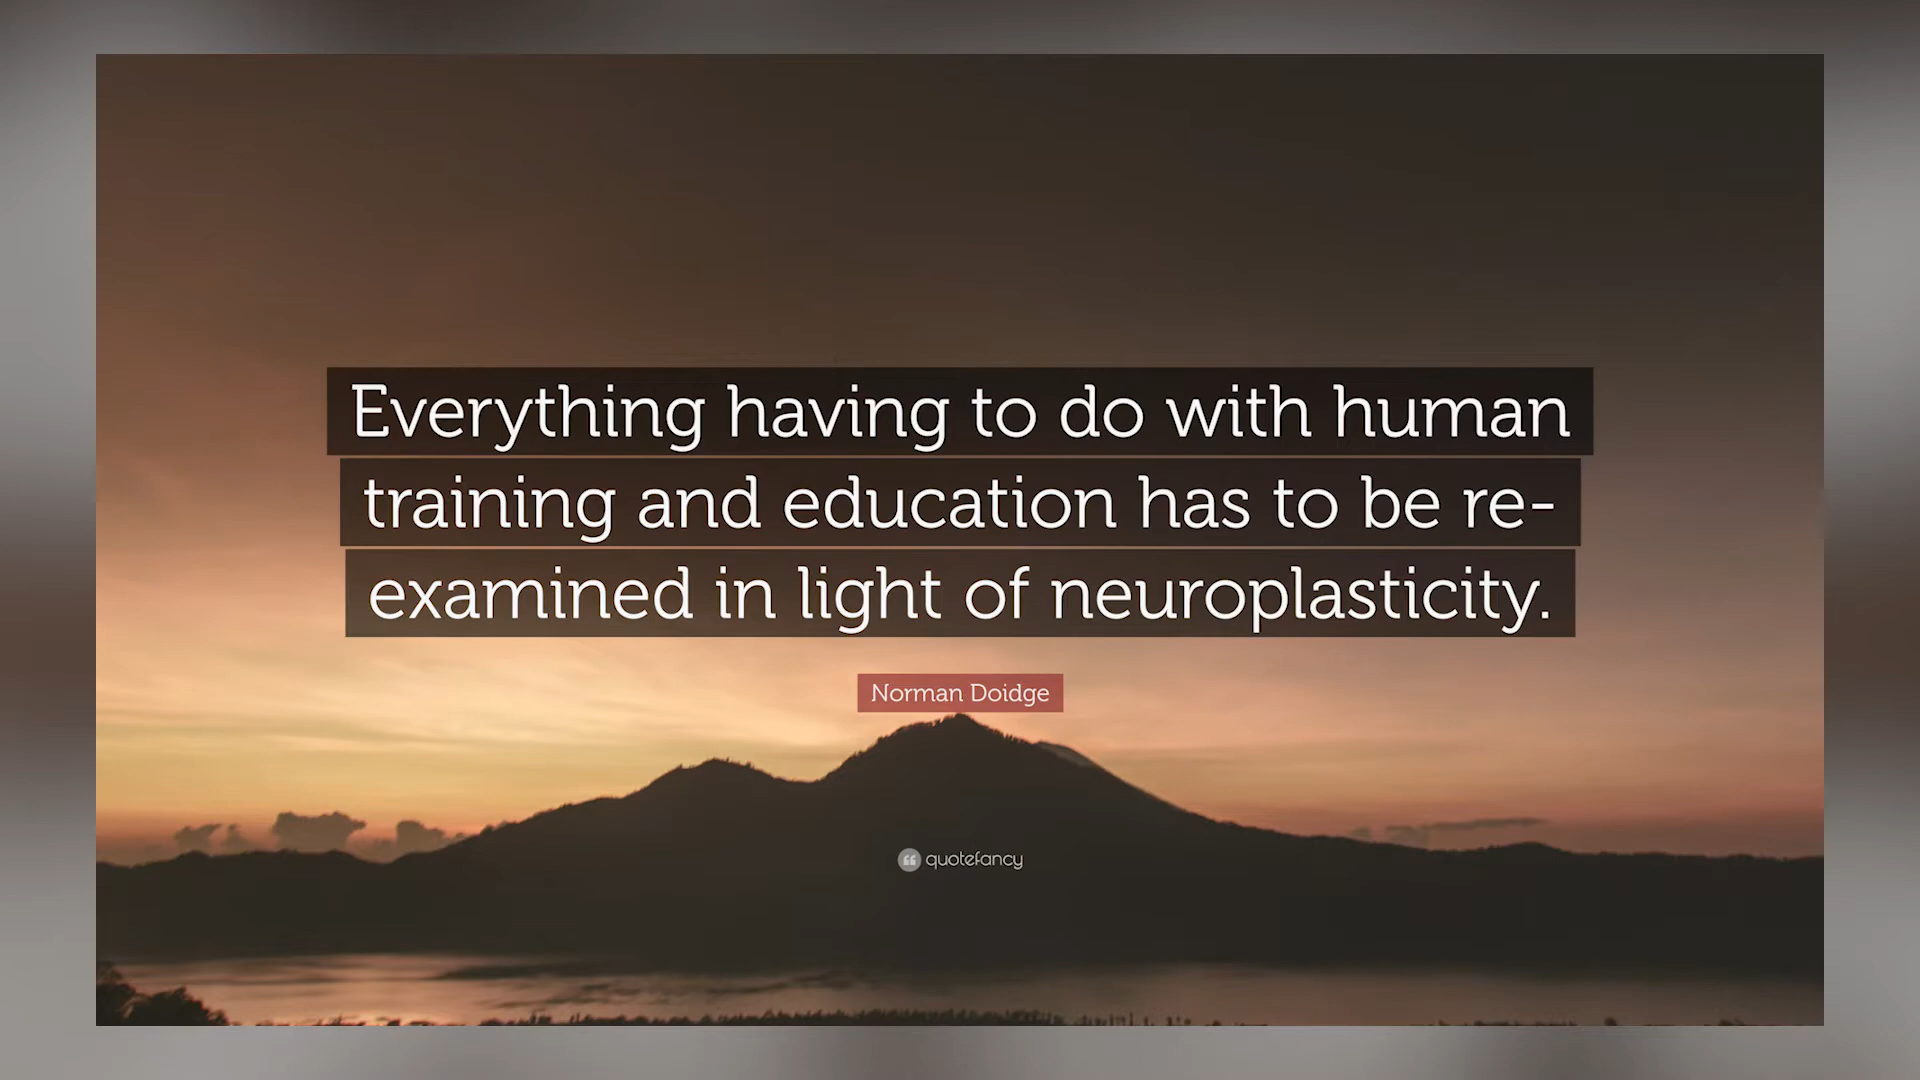 Everything having to do with human
training and education has to be re-
examined in light of neuroplasticity.
Norman Doidge
quotefancy